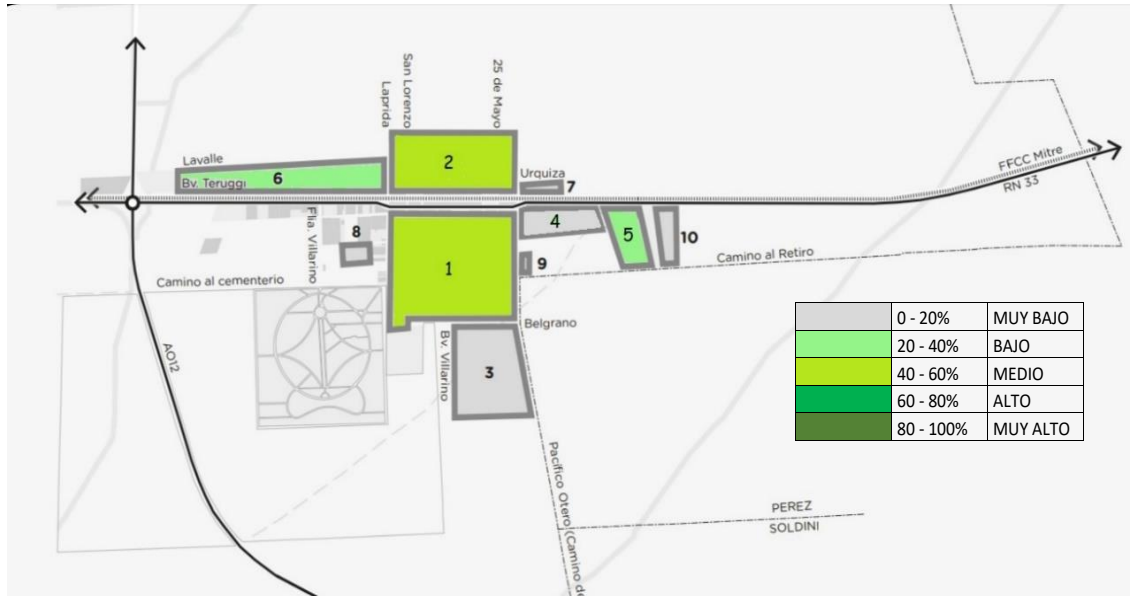 San Lorenzo
Laprida
25 de Mayo
Lavalle
Bv. Teruggi
6
2
Urquiza
7
FFCC Mitre
RN 33
Flia. Villarino
8
4
5
10
1
9
Camino al Retiro
Camino al cementerio
Belgrano
Bv. Villarino
3
AO12
Pacífico Otero (Camino de
PEREZ
SOLDINI
0 - 20% MUY BAJO
20 - 40% BAJO
40 - 60% MEDIO
60 - 80% ALTO
80 - 100% MUY ALTO